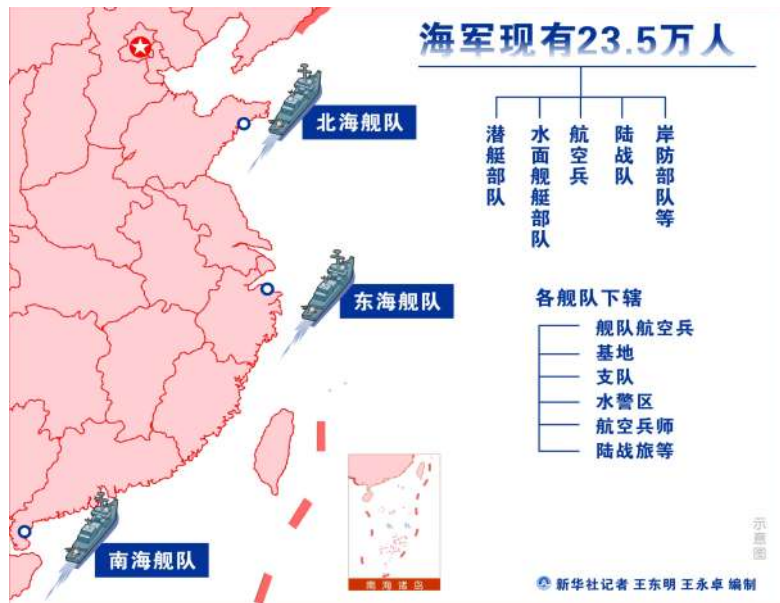 海军现有23.5万人
潜艇部队
水面舰艇部队
航空兵
陆战队
岸防部队等
北海舰队
东海舰队
南海舰队
各舰队下辖
舰队航空兵
基地
支队
水警区
航空兵师
陆战旅等
南海诸岛
示意图
新华社记者 王东明 王永卓 编制